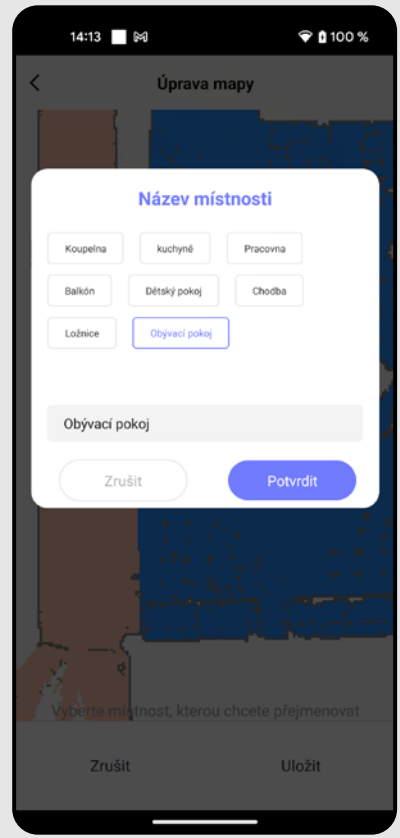 14:13 100 %
Úprava mapy
Název místnosti
Koupelna kuchyně Pracovna
Balkón Dětský pokoj Chodba
Ložnice Obývací pokoj
Obývací pokoj
Zrušit Potvrdit
Vyberte místnost, kterou chcete přejmenovat
Zrušit Uložit